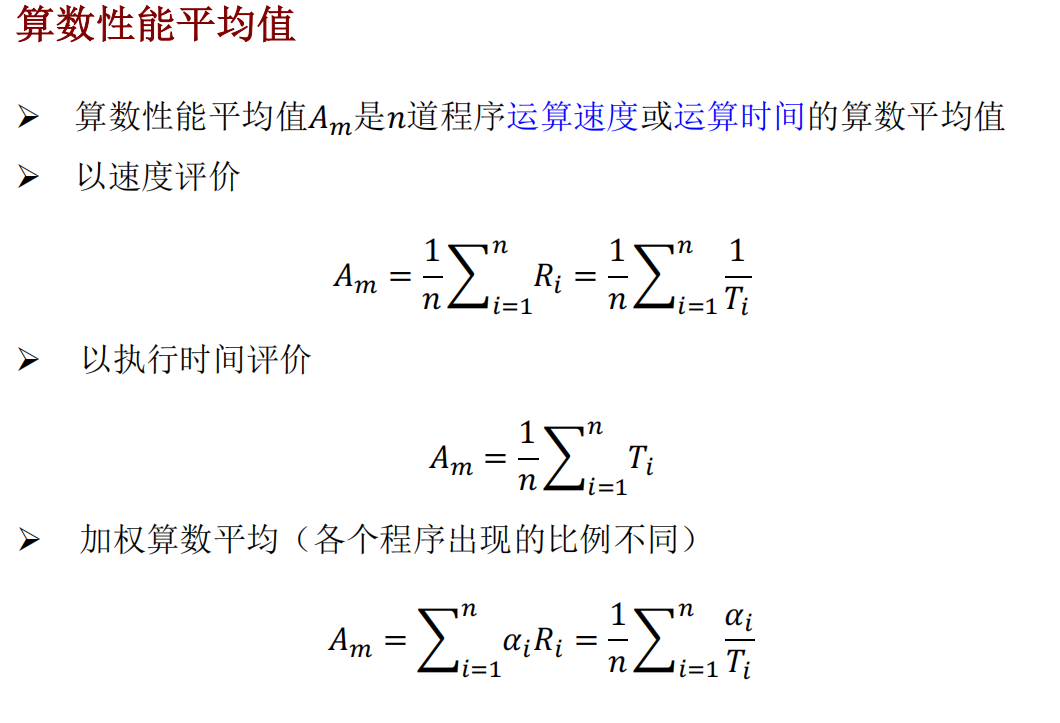 算数性能平均值
➢ 算数性能平均值𝐴ₘ是𝑛道程序运算速度或运算时间的算数平均值
➢ 以速度评价
$A_m = \frac{1}{n}\sum_{i=1}^{n} R_i = \frac{1}{n}\sum_{i=1}^{n} \frac{1}{T_i}$
➢ 以执行时间评价
$A_m = \frac{1}{n}\sum_{i=1}^{n} T_i$
➢ 加权算数平均（各个程序出现的比例不同）
$A_m = \sum_{i=1}^{n} \alpha_i R_i = \frac{1}{n}\sum_{i=1}^{n} \frac{\alpha_i}{T_i}$